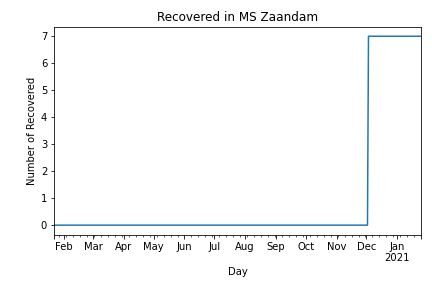 Recovered in MS Zaandam
Number of Recovered
7
6
5
4
3
2
1
0
Feb Mar Apr May Jun Jul Aug Sep Oct Nov Dec Jan
2021
Day